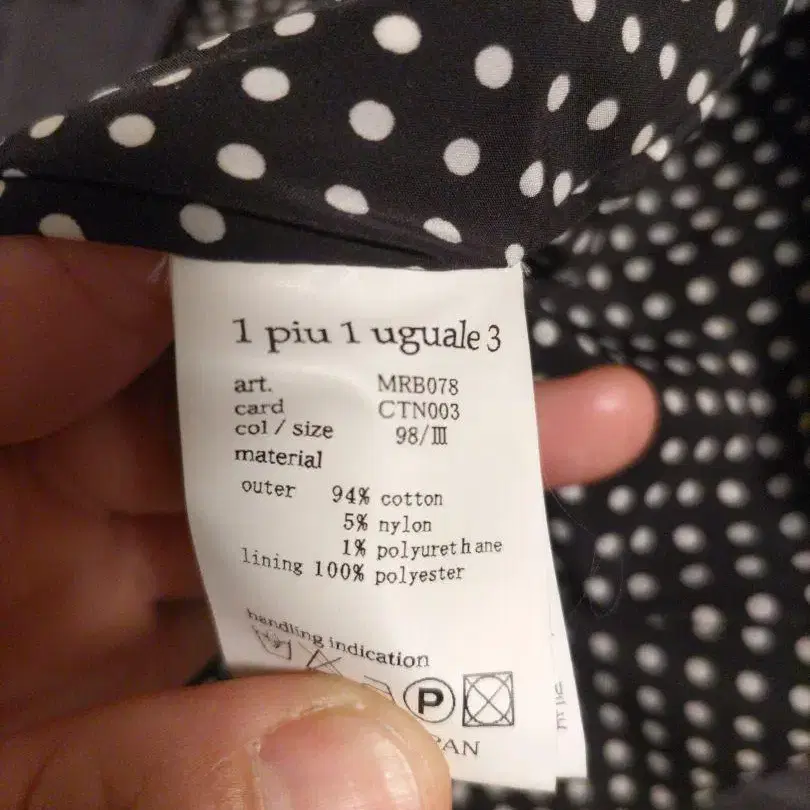 1 piu 1 uguale 3
art. MRB078
card CTN003
col / size 98/Ⅲ
material
outer 94% cotton
5% nylon
1% polyurethane
lining 100% polyester
handling indication
P